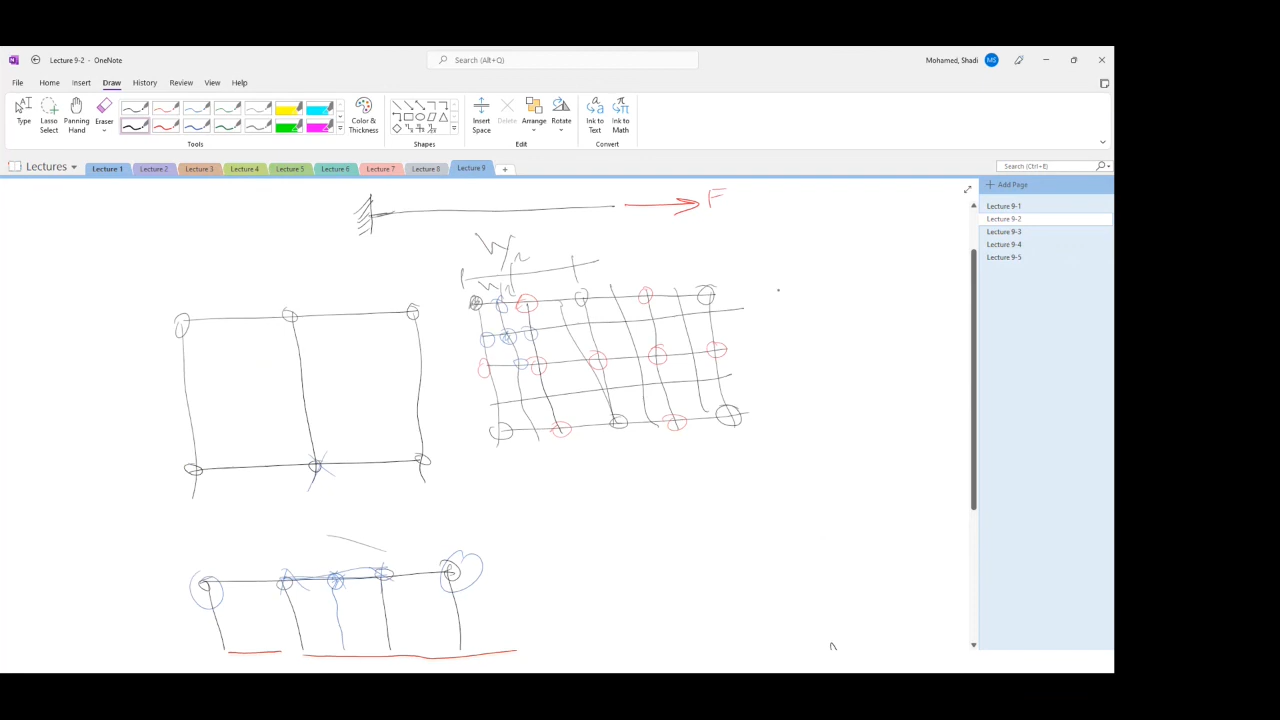 Lecture 9-2 - OneNote
Search (Alt+Q)
Mohamed, Shadi
MS
File Home Insert Draw History Review View Help
Type
Lasso Select
Panning Hand
Eraser
Color & Thickness
Insert Space
Delete
Arrange
Rotate
Ink to Text
Ink to Math
Tools
Shapes
Edit
Convert
Lectures
Lecture 1 Lecture 2 Lecture 3 Lecture 4 Lecture 5 Lecture 6 Lecture 7 Lecture 8 Lecture 9
Search (Ctrl+E)
Add Page
Lecture 9-1
Lecture 9-2
Lecture 9-3
Lecture 9-4
Lecture 9-5
F